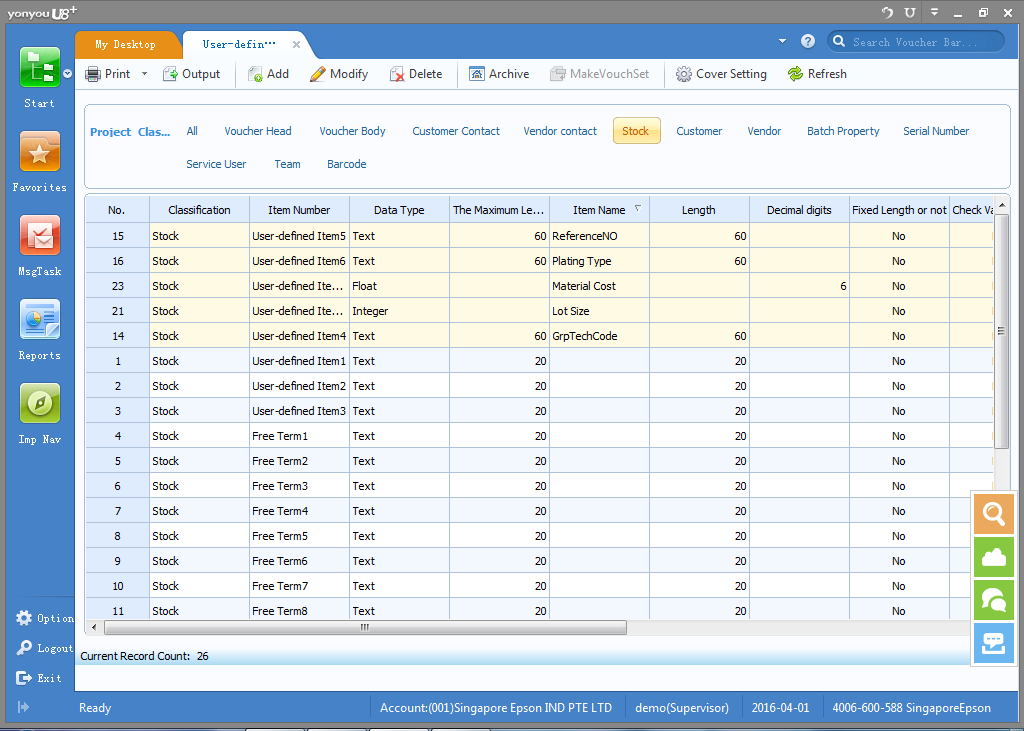 yonyou U8+
My Desktop User-defin···
Search Voucher Bar...
Print Output Add Modify Delete Archive MakeVouchSet Cover Setting Refresh
Start
Favorites
MsgTask
Reports
Imp Nav
Option
Logout
Exit
Project Clas... All Voucher Head Voucher Body Customer Contact Vendor contact Stock Customer Vendor Batch Property Serial Number
Service User Team Barcode
No. Classification Item Number Data Type The Maximum Le... Item Name Length Decimal digits Fixed Length or not Check Va
15 Stock User-defined Item5 Text 60 ReferenceNO 60 No
16 Stock User-defined Item6 Text 60 Plating Type 60 No
23 Stock User-defined Ite... Float Material Cost 6 No
21 Stock User-defined Ite... Integer Lot Size No
14 Stock User-defined Item4 Text 60 GrpTechCode 60 No
1 Stock User-defined Item1 Text 20 20 No
2 Stock User-defined Item2 Text 20 20 No
3 Stock User-defined Item3 Text 20 20 No
4 Stock Free Term1 Text 20 20 No
5 Stock Free Term2 Text 20 20 No
6 Stock Free Term3 Text 20 20 No
7 Stock Free Term4 Text 20 20 No
8 Stock Free Term5 Text 20 20 No
9 Stock Free Term6 Text 20 20 No
10 Stock Free Term7 Text 20 20 No
11 Stock Free Term8 Text 20 20 No
Current Record Count: 26
Ready Account:(001)Singapore Epson IND PTE LTD demo(Supervisor) 2016-04-01 4006-600-588 SingaporeEpson